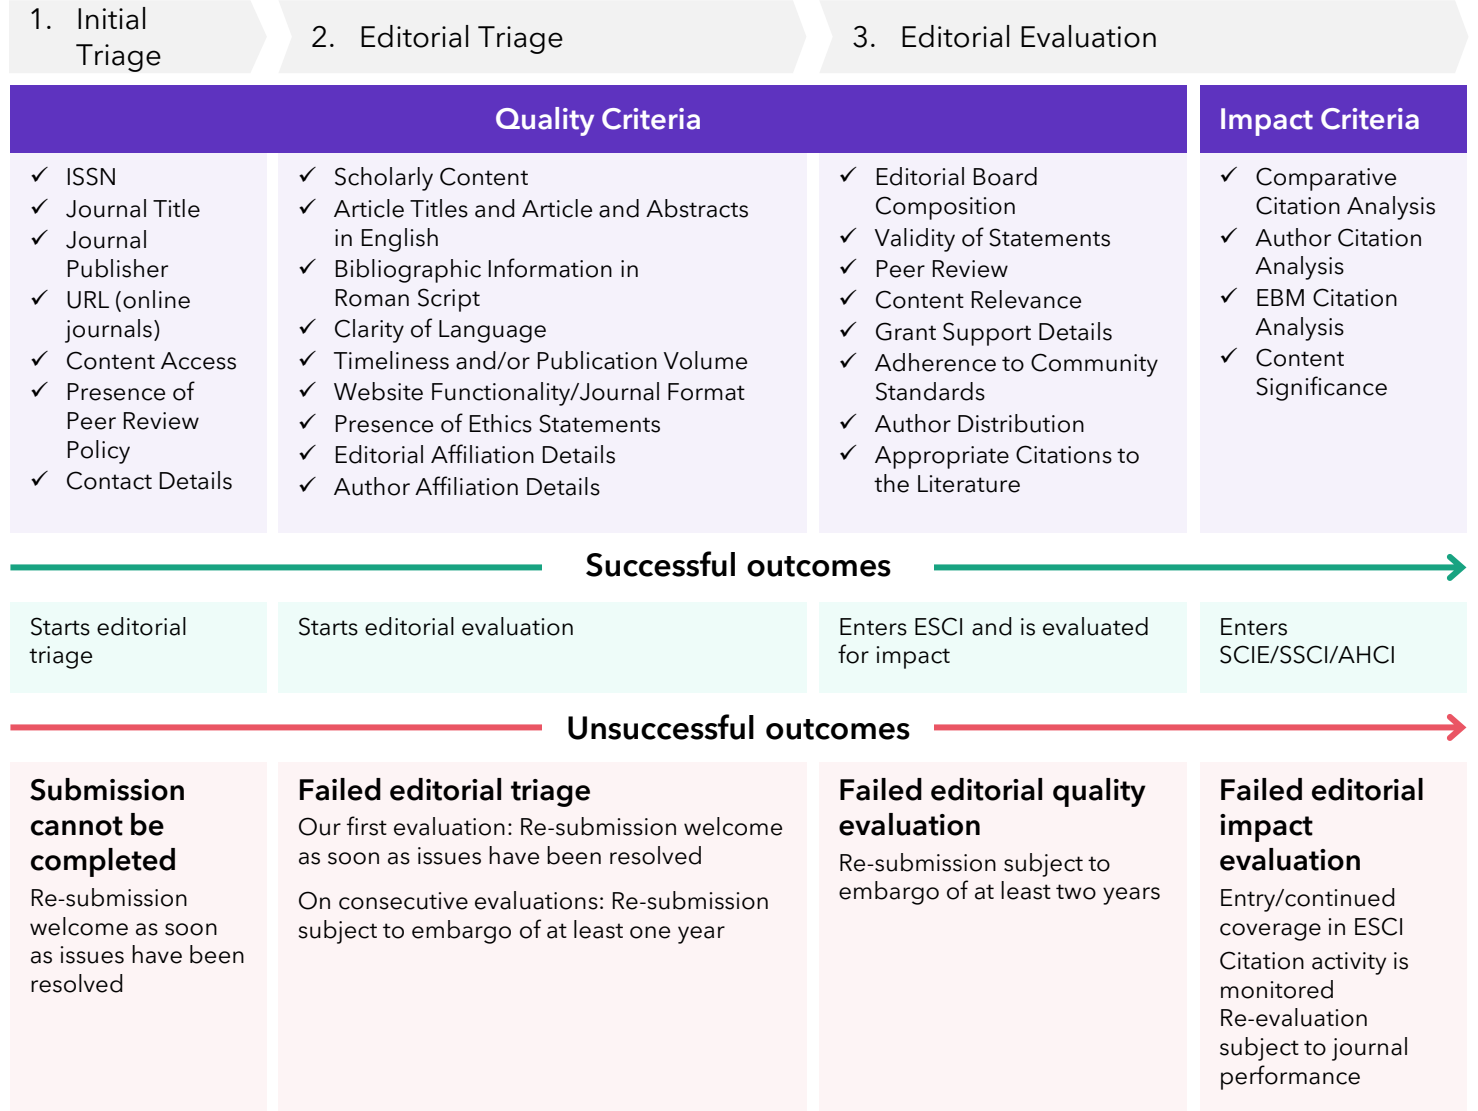 1. Initial
Triage
2. Editorial Triage
3. Editorial Evaluation
Quality Criteria
Impact Criteria
✓ ISSN
✓ Journal Title
✓ Journal
Publisher
✓ URL (online
journals)
✓ Content Access
✓ Presence of
Peer Review
Policy
✓ Contact Details
✓ Scholarly Content
✓ Article Titles and Article and Abstracts
in English
✓ Bibliographic Information in
Roman Script
✓ Clarity of Language
✓ Timeliness and/or Publication Volume
✓ Website Functionality/Journal Format
✓ Presence of Ethics Statements
✓ Editorial Affiliation Details
✓ Author Affiliation Details
✓ Editorial Board
Composition
✓ Validity of Statements
✓ Peer Review
✓ Content Relevance
✓ Grant Support Details
✓ Adherence to Community
Standards
✓ Author Distribution
✓ Appropriate Citations to
the Literature
✓ Comparative
Citation Analysis
✓ Author Citation
Analysis
✓ EBM Citation
Analysis
✓ Content
Significance
Successful outcomes
Starts editorial
triage
Starts editorial evaluation
Enters ESCI and is evaluated
for impact
Enters
SCIE/SSCI/AHCI
Unsuccessful outcomes
Submission
cannot be
completed
Re-submission
welcome as soon
as issues have been
resolved
Failed editorial triage
Our first evaluation: Re-submission welcome
as soon as issues have been resolved
On consecutive evaluations: Re-submission
subject to embargo of at least one year
Failed editorial quality
evaluation
Re-submission subject to
embargo of at least two years
Failed editorial
impact
evaluation
Entry/continued
coverage in ESCI
Citation activity is
monitored
Re-evaluation
subject to journal
performance